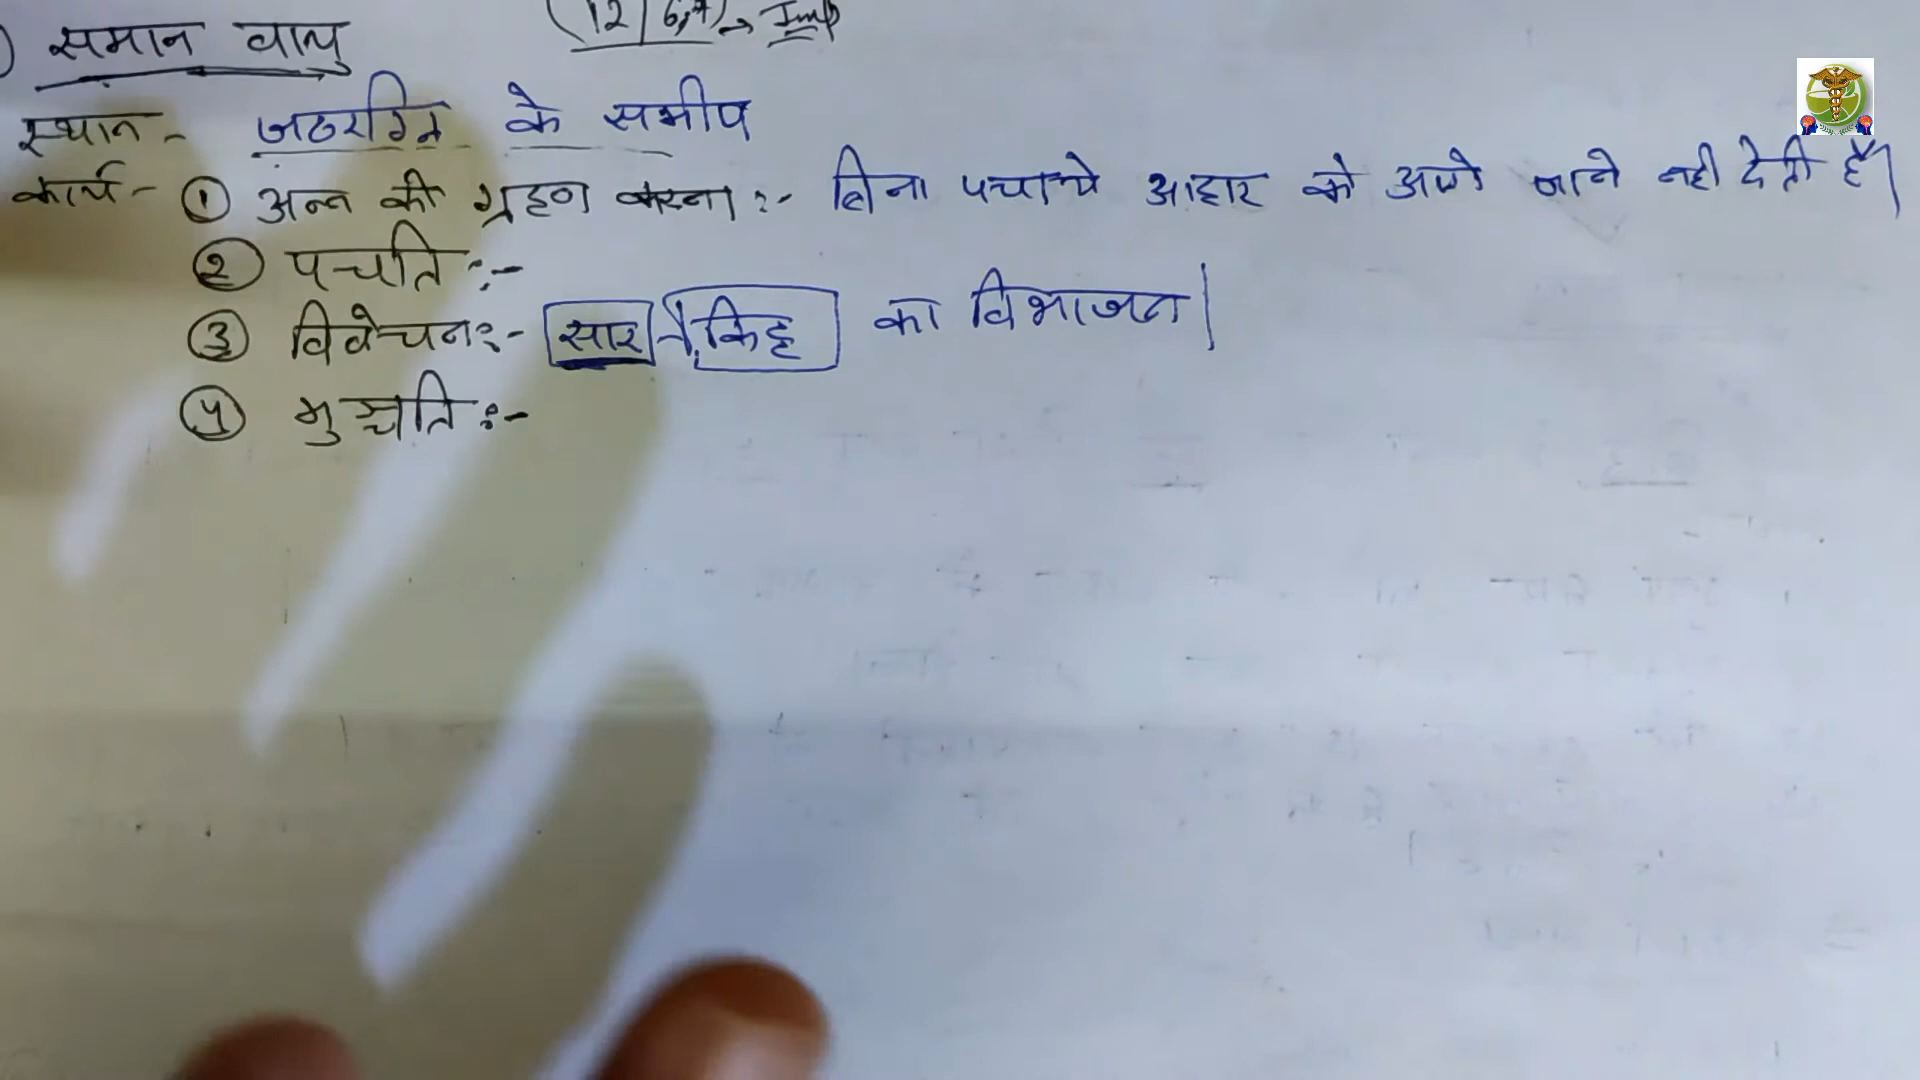 समान वायु (12/6,7) → Imp
स्थान - जठराग्नि के समीप
कार्य - ① अन्न की ग्रहण करना :- बिना पचाये आहार को आगे जाने नही देती है।
② पचति :-
③ विवेचन :- सार - किट्ट का विभाजन।
④ मुञ्चति :-